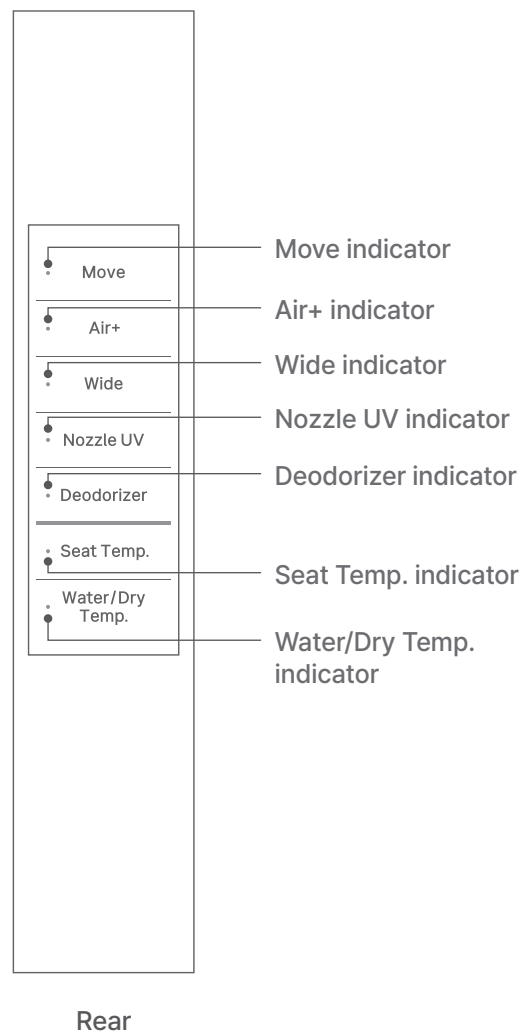 Move indicator
Move
Air+ indicator
Air+
Wide indicator
Wide
Nozzle UV indicator
Nozzle UV
Deodorizer indicator
Deodorizer
Seat Temp.
Seat Temp. indicator
Water/Dry
Temp.
Water/Dry Temp.
indicator
Rear